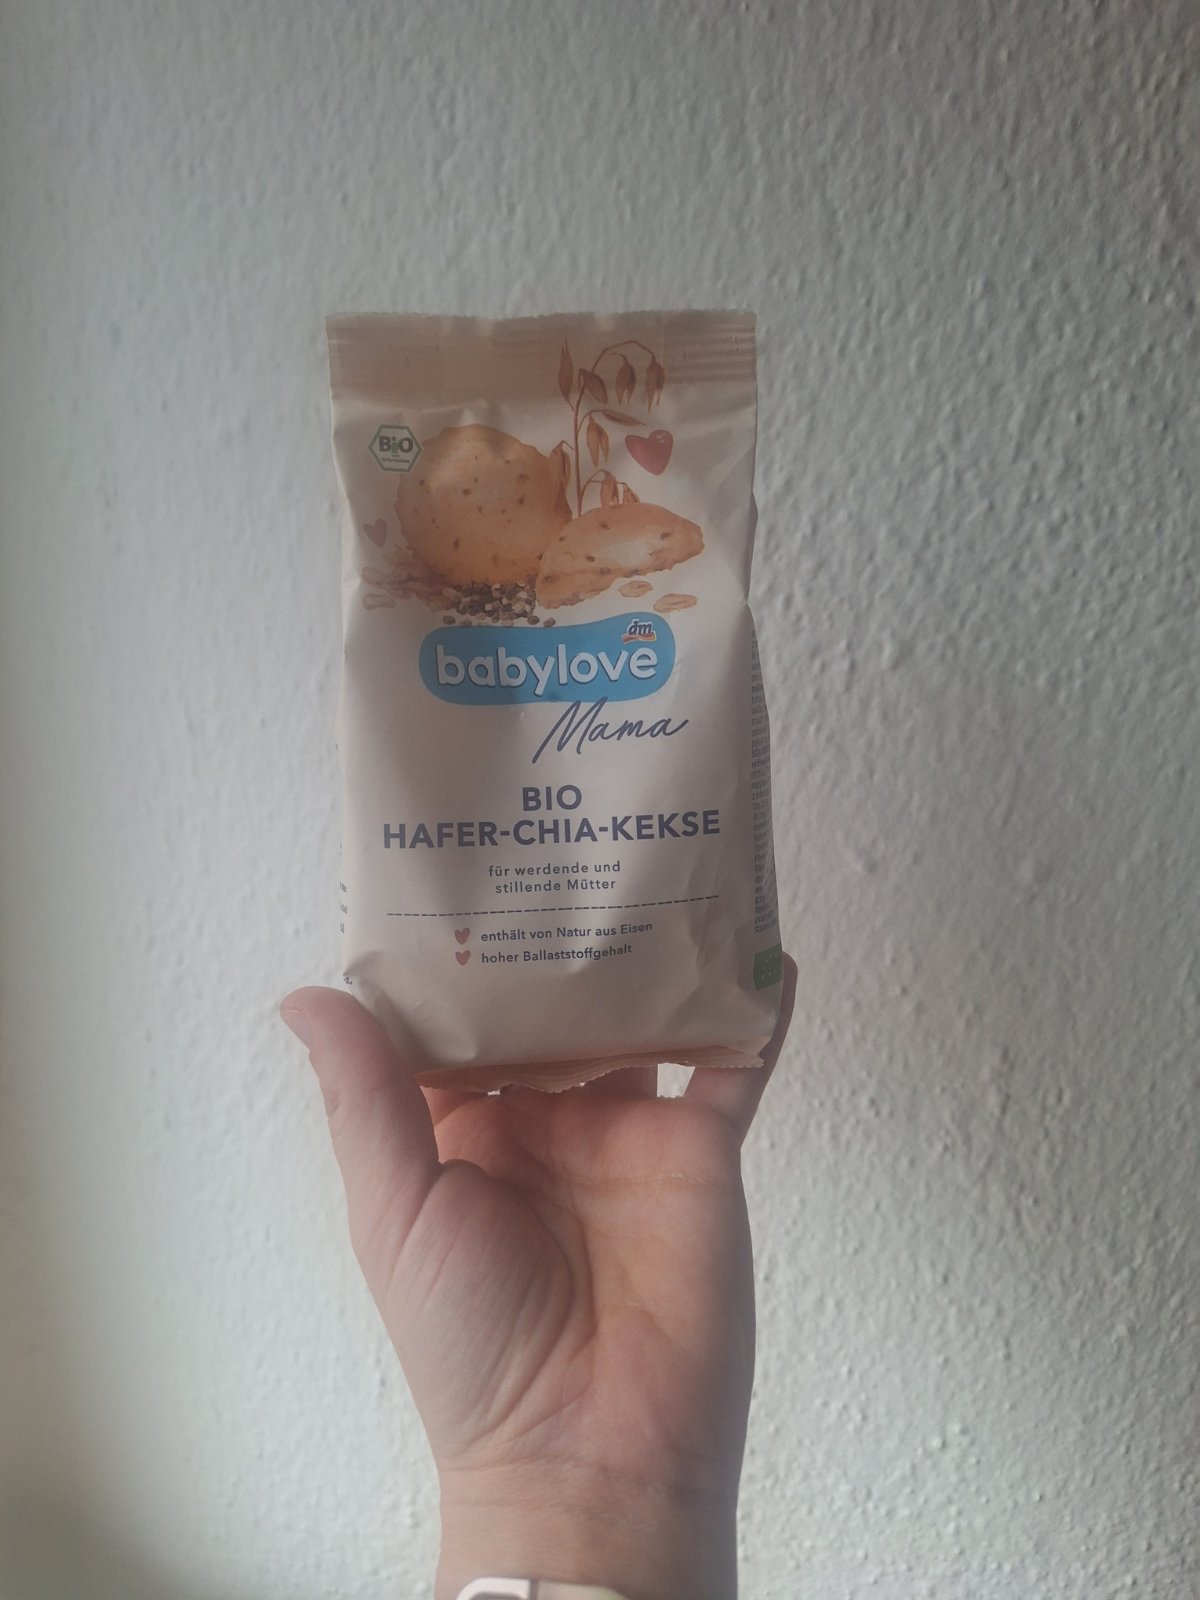 BiO
dm
babylove
Mama
BIO
HAFER-CHIA-KEKSE
für werdende und
stillende Mütter
enthält von Natur aus Eisen
hoher Ballaststoffgehalt